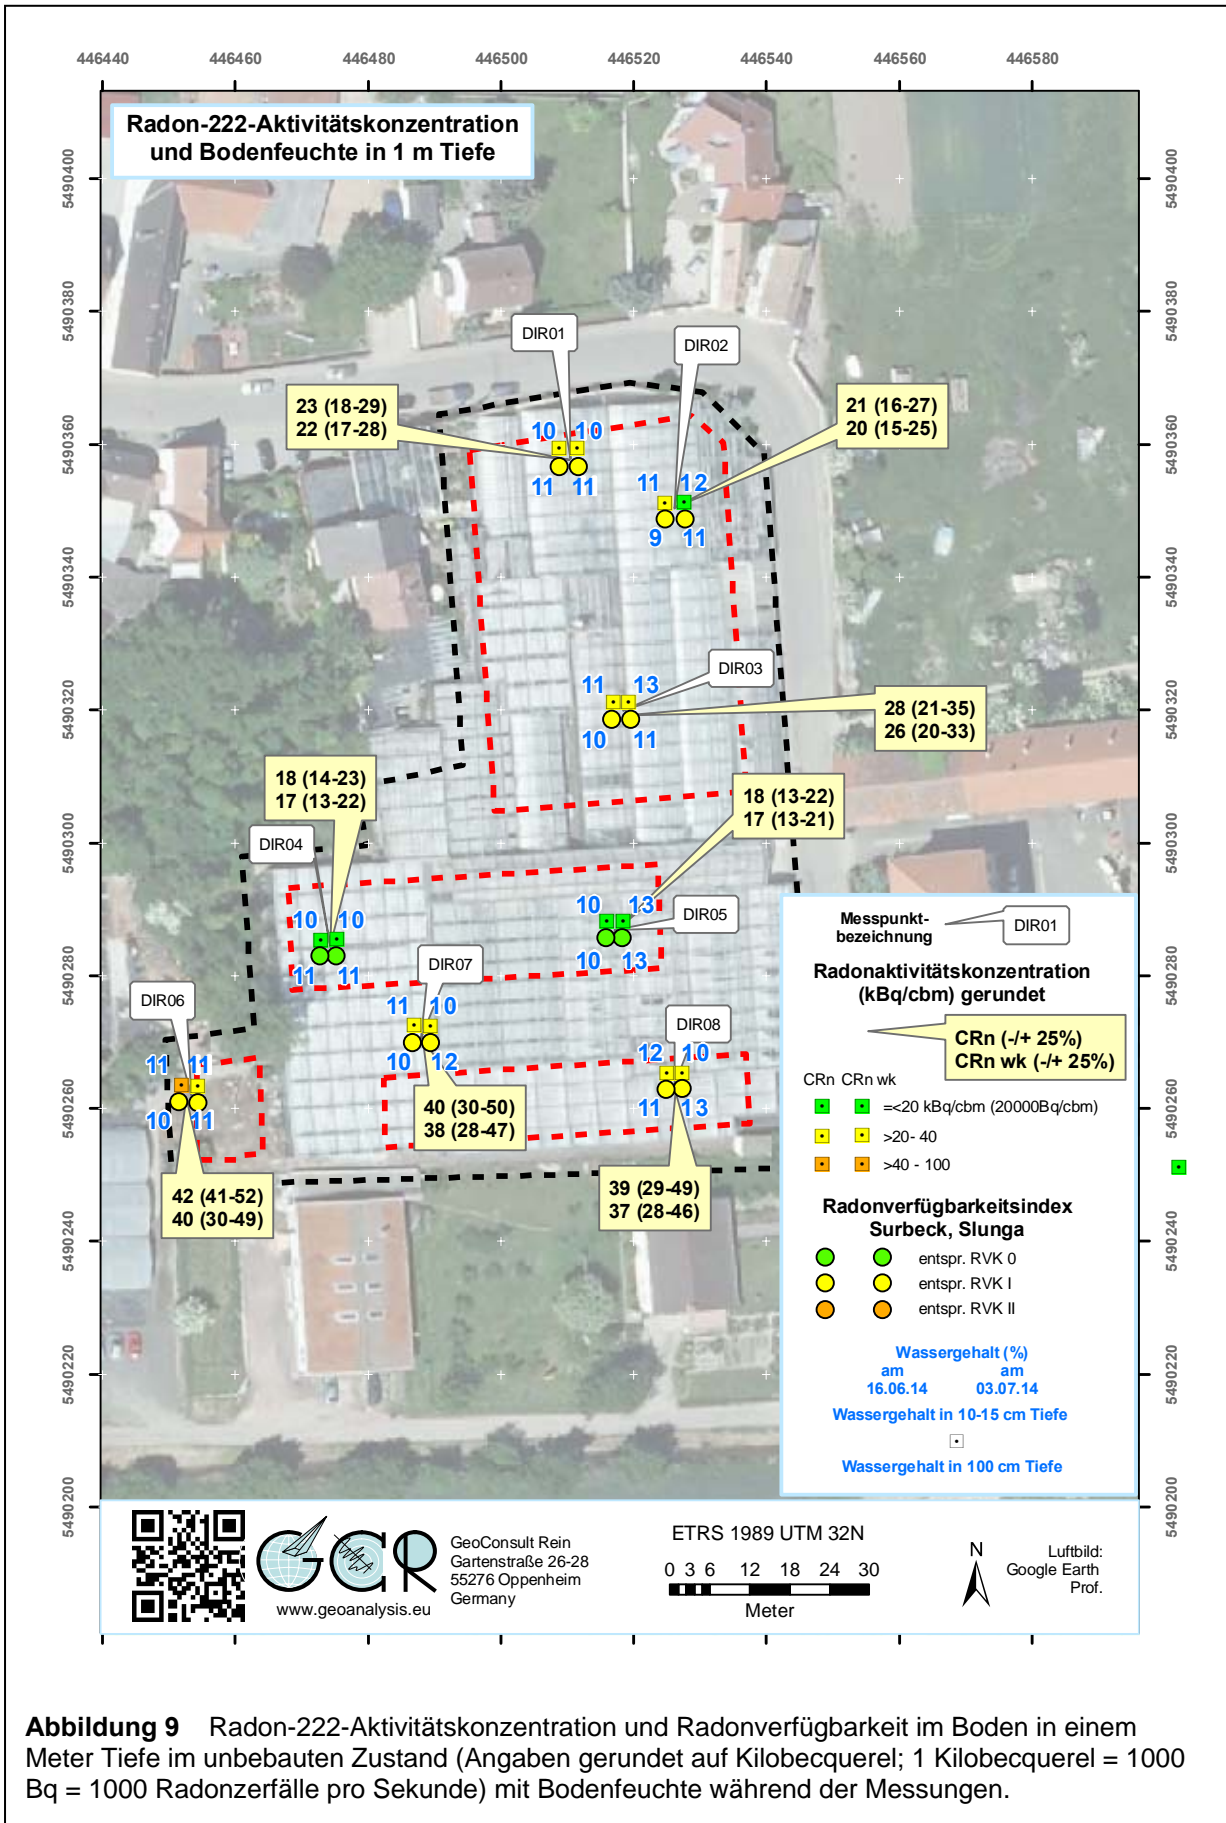 446440 446460 446480 446500 446520 446540 446560 446580
Radon-222-Aktivitätskonzentration
und Bodenfeuchte in 1 m Tiefe
5490400 5490400
5490380 5490380
5490360 5490360
5490340 5490340
5490320 5490320
5490300 5490300
5490280 5490280
5490260 5490260
5490240 5490240
5490220 5490220
5490200 5490200
DIR01
23 (18-29)
22 (17-28)
10 10
11 11
DIR02
21 (16-27)
20 (15-25)
11 12
9 11
DIR03
11 13
10 11
28 (21-35)
26 (20-33)
18 (14-23)
17 (13-22)
DIR04
10 10
11 11
18 (13-22)
17 (13-21)
10 13
DIR05
10 13
DIR07
11 10
10 12
40 (30-50)
38 (28-47)
DIR06
11 11
10 11
42 (41-52)
40 (30-49)
DIR08
12 10
11 13
39 (29-49)
37 (28-46)
Messpunkt-
bezeichnung
DIR01
Radonaktivitätskonzentration
(kBq/cbm) gerundet
CRn (-/+ 25%)
CRn wk (-/+ 25%)
CRn CRn wk
=<20 kBq/cbm (20000Bq/cbm)
>20- 40
>40 - 100
Radonverfügbarkeitsindex
Surbeck, Slunga
entspr. RVK 0
entspr. RVK I
entspr. RVK II
Wassergehalt (%)
am am
16.06.14 03.07.14
Wassergehalt in 10-15 cm Tiefe
Wassergehalt in 100 cm Tiefe
GCR
www.geoanalysis.eu
GeoConsult Rein
Gartenstraße 26-28
55276 Oppenheim
Germany
ETRS 1989 UTM 32N
0 3 6 12 18 24 30
Meter
N
Luftbild:
Google Earth
Prof.
Abbildung 9 Radon-222-Aktivitätskonzentration und Radonverfügbarkeit im Boden in einem
Meter Tiefe im unbebauten Zustand (Angaben gerundet auf Kilobecquerel; 1 Kilobecquerel = 1000
Bq = 1000 Radonzerfälle pro Sekunde) mit Bodenfeuchte während der Messungen.